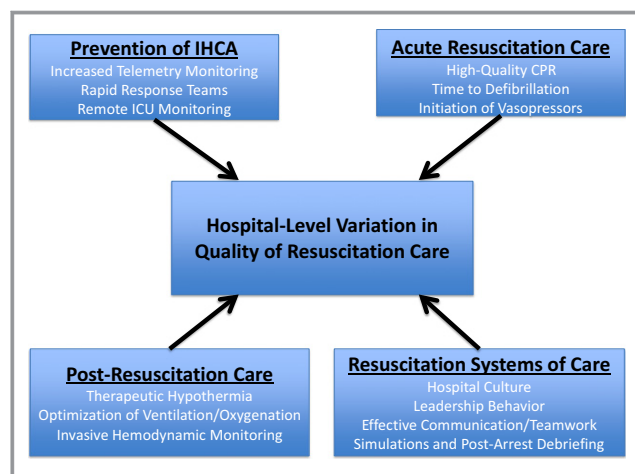 Prevention of IHCA
Increased Telemetry Monitoring
Rapid Response Teams
Remote ICU Monitoring
Acute Resuscitation Care
High-Quality CPR
Time to Defibrillation
Initiation of Vasopressors
Hospital-Level Variation in
Quality of Resuscitation Care
Post-Resuscitation Care
Therapeutic Hypothermia
Optimization of Ventilation/Oxygenation
Invasive Hemodynamic Monitoring
Resuscitation Systems of Care
Hospital Culture
Leadership Behavior
Effective Communication/Teamwork
Simulations and Post-Arrest Debriefing